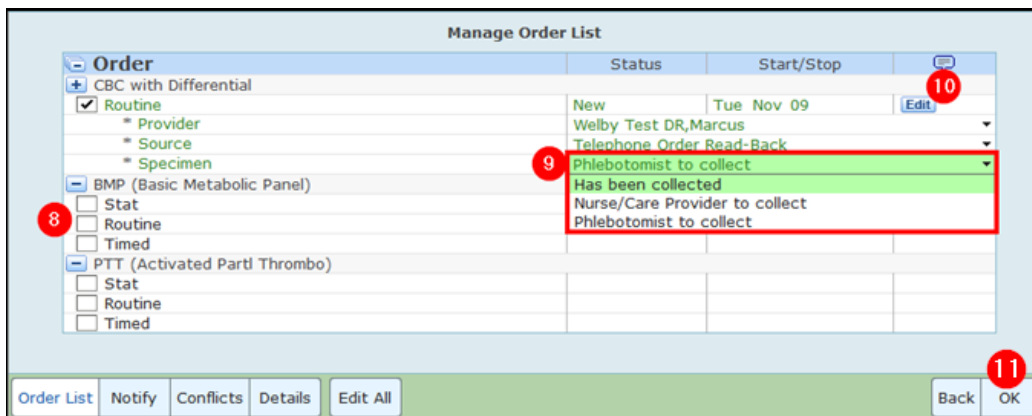 Manage Order List
Order Status Start/Stop
+ CBC with Differential 10
Routine New Tue Nov 09 Edit
* Provider Welby Test DR,Marcus
* Source Telephone Order Read-Back
* Specimen 9 Phlebotomist to collect
- BMP (Basic Metabolic Panel) Has been collected
Stat Nurse/Care Provider to collect
8 Routine Phlebotomist to collect
Timed
- PTT (Activated Partl Thrombo)
Stat
Routine
Timed
11
Order List Notify Conflicts Details Edit All Back OK